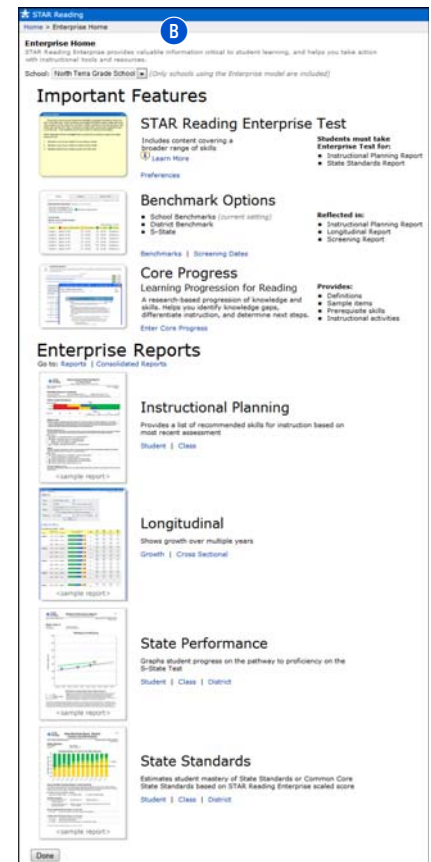 STAR Reading
Home > Enterprise Home
B
Enterprise Home
STAR Reading Enterprise provides valuable information critical to student learning, and helps you take action
with instructional tools and resources.
School: North Terra Grade School (Only schools using the Enterprise model are included)
Important Features
STAR Reading Enterprise Test
Includes content covering a
broader range of skills
Learn More
Preferences
Students must take
Enterprise Test for:
• Instructional Planning Report
• State Standards Report
Benchmark Options
• School Benchmarks (current setting)
• District Benchmark
• S-State
Benchmarks | Screening Dates
Reflected in:
• Instructional Planning Report
• Longitudinal Report
• Screening Report
Core Progress
Learning Progression for Reading
A research-based progression of knowledge and
skills. Helps you identify knowledge gaps,
differentiate instruction, and determine next steps.
Enter Core Progress
Provides:
• Definitions
• Sample items
• Prerequisite skills
• Instructional activities
Enterprise Reports
Go to: Reports | Consolidated Reports
<sample report>
Instructional Planning
Provides a list of recommended skills for instruction based on
most recent assessment
Student | Class
<sample report>
Longitudinal
Shows growth over multiple years
Growth | Cross Sectional
<sample report>
State Performance
Graphs student progress on the pathway to proficiency on the
S-State Test
Student | Class | District
<sample report>
State Standards
Estimates student mastery of State Standards or Common Core
State Standards based on STAR Reading Enterprise scaled score
Student | Class | District
Done